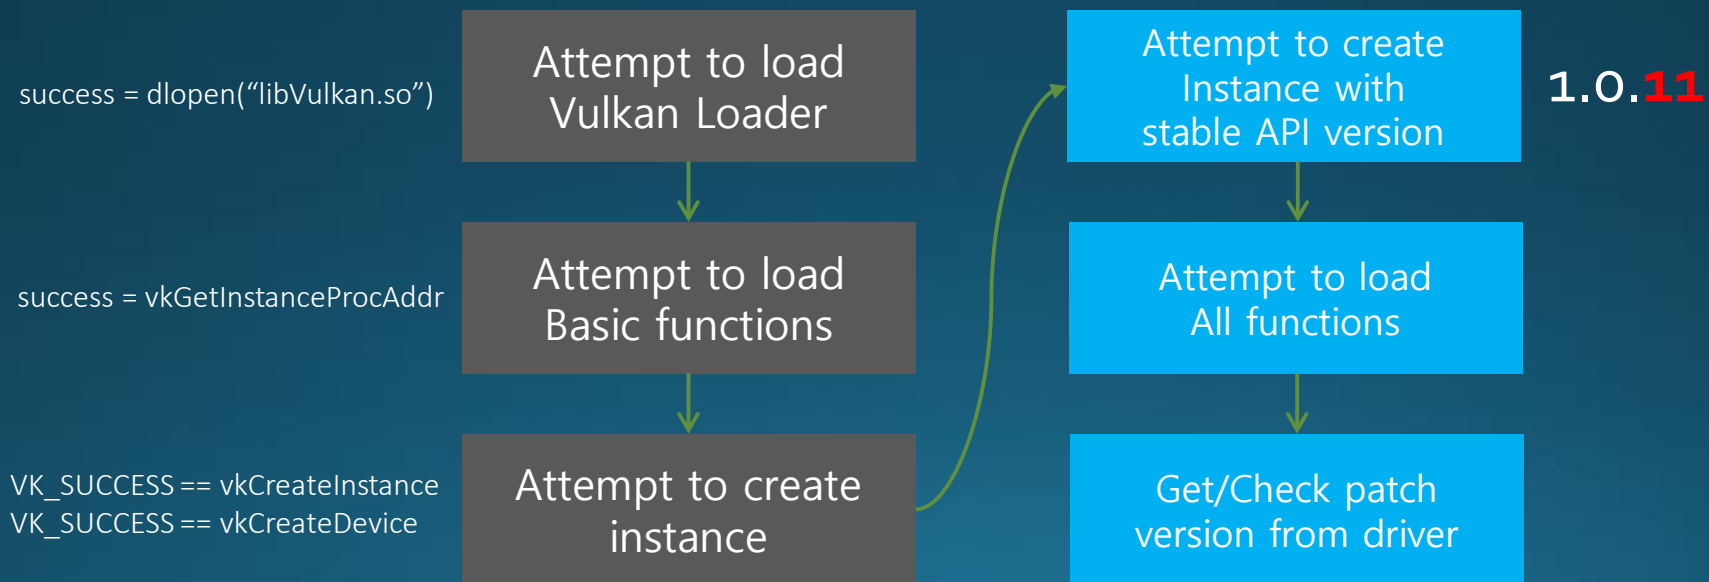 success = dlopen(“libVulkan.so”)
Attempt to load
Vulkan Loader
success = vkGetInstanceProcAddr
Attempt to load
Basic functions
VK_SUCCESS == vkCreateInstance
VK_SUCCESS == vkCreateDevice
Attempt to create
instance
Attempt to create
Instance with
stable API version
1.0.11
Attempt to load
All functions
Get/Check patch
version from driver